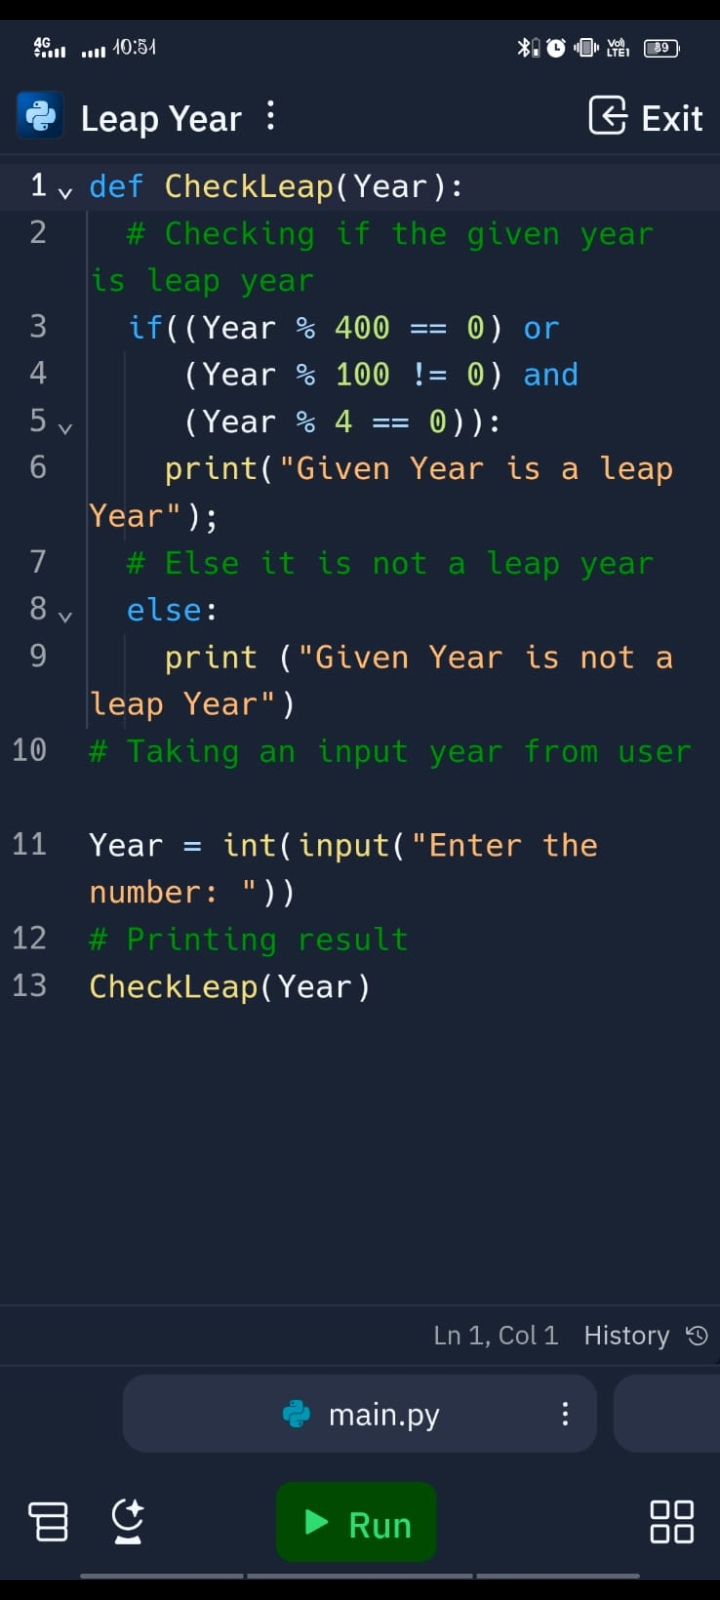 4G 10:51 Vo) LTE1 89
Leap Year Exit
1 def CheckLeap(Year):
2 # Checking if the given year
is leap year
3 if((Year % 400 == 0) or
4 (Year % 100 != 0) and
5 (Year % 4 == 0)):
6 print("Given Year is a leap
Year");
7 # Else it is not a leap year
8 else:
9 print ("Given Year is not a
leap Year")
10 # Taking an input year from user
11 Year = int(input("Enter the
number: "))
12 # Printing result
13 CheckLeap(Year)
Ln 1, Col 1 History
main.py
Run